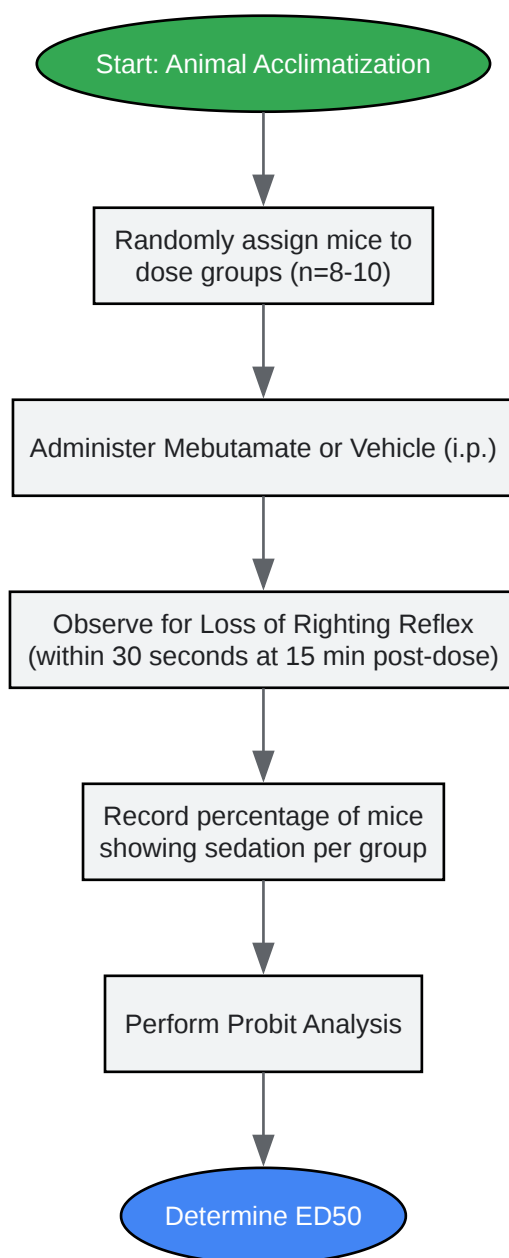 Start: Animal Acclimatization
Randomly assign mice to
dose groups (n=8-10)
Administer Mebutamate or Vehicle (i.p.)
Observe for Loss of Righting Reflex
(within 30 seconds at 15 min post-dose)
Record percentage of mice
showing sedation per group
Perform Probit Analysis
Determine ED50